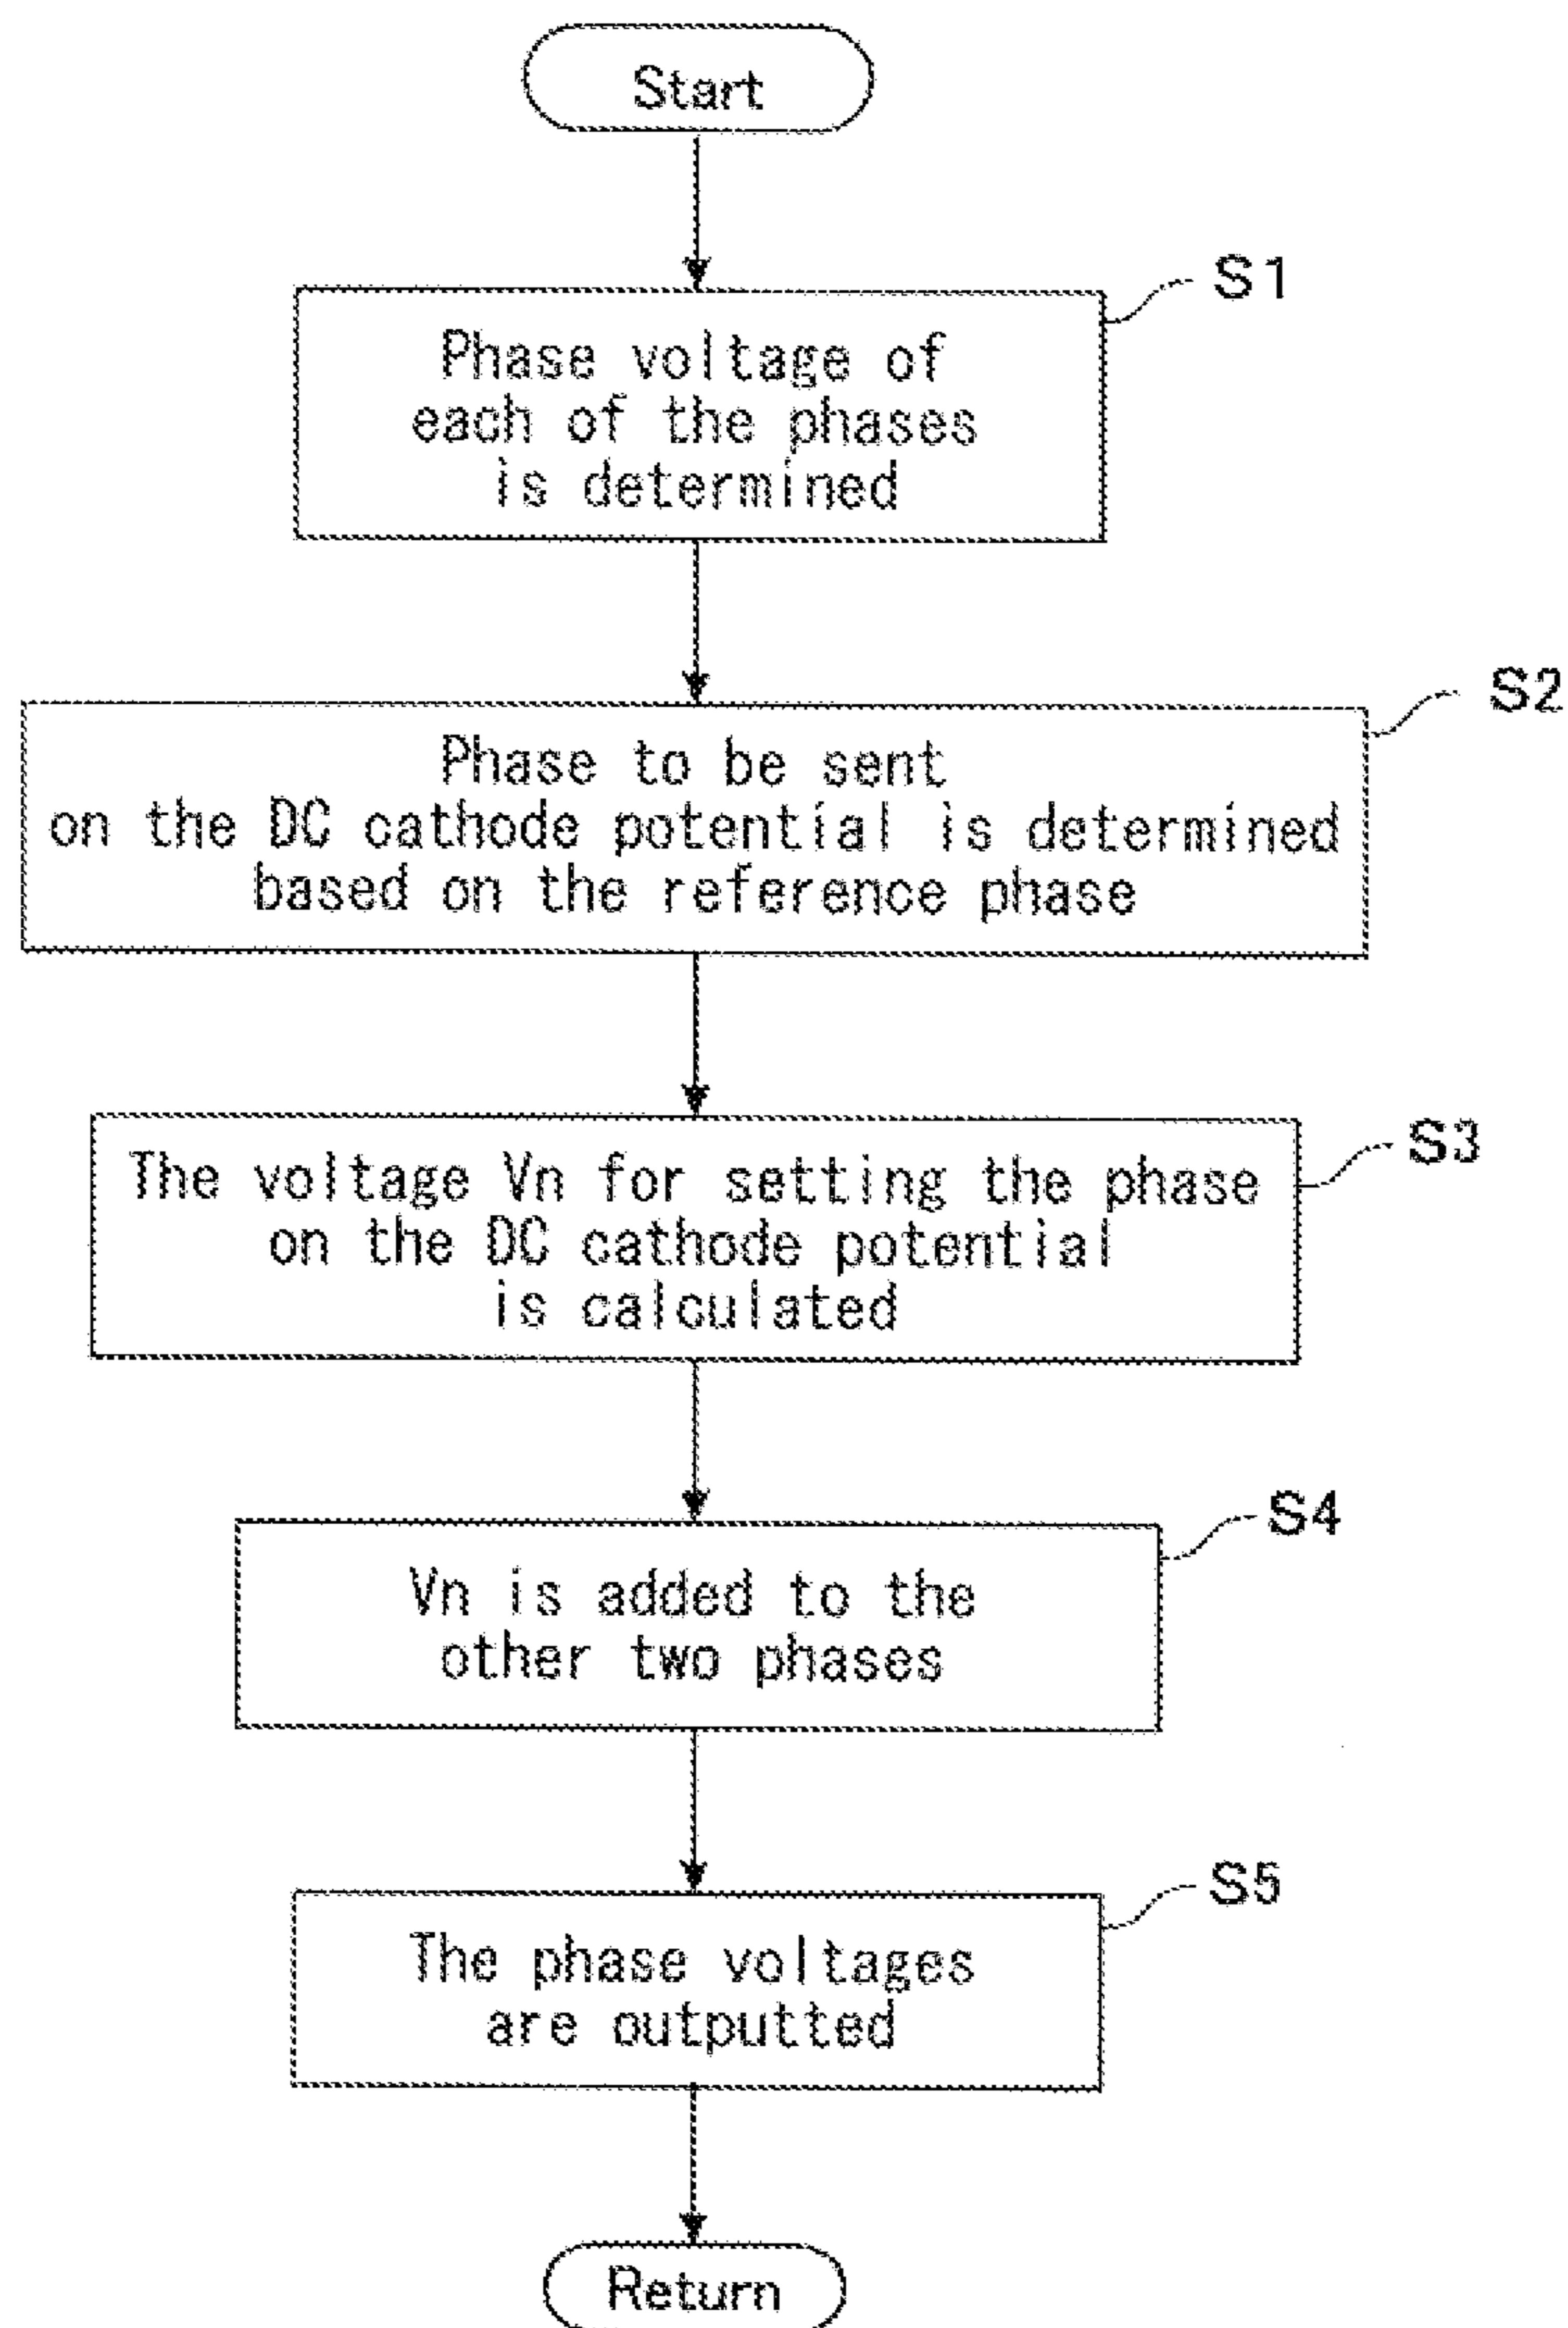 Start
S1
Phase voltage of
each of the phases
is determined
S2
Phase to be sent
on the DC cathode potential is determined
based on the reference phase
S3
The voltage Vn for setting the phase
on the DC cathode potential
is calculated
S4
Vn is added to the
other two phases
S5
The phase voltages
are outputted
Return